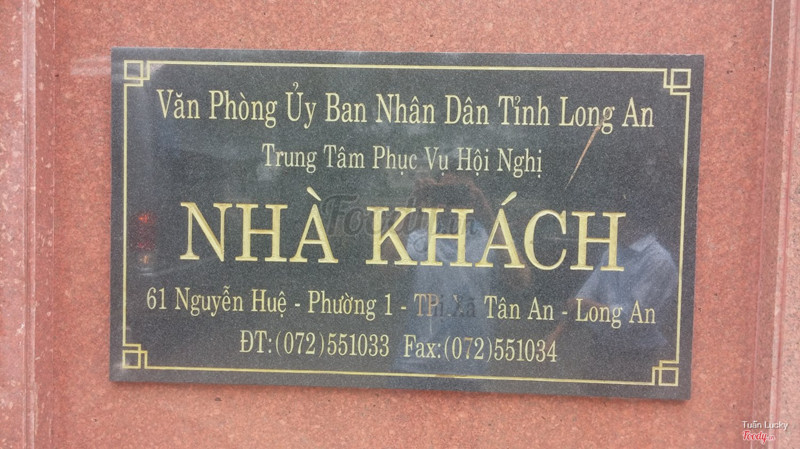 Văn Phòng Ủy Ban Nhân Dân Tỉnh Long An
Trung Tâm Phục Vụ Hội Nghị
NHÀ KHÁCH
61 Nguyễn Huệ - Phường 1 - Thị Xã Tân An - Long An
ĐT:(072)551033 Fax:(072)551034
Foody.vn
Tuấn Lucky
Foody.vn